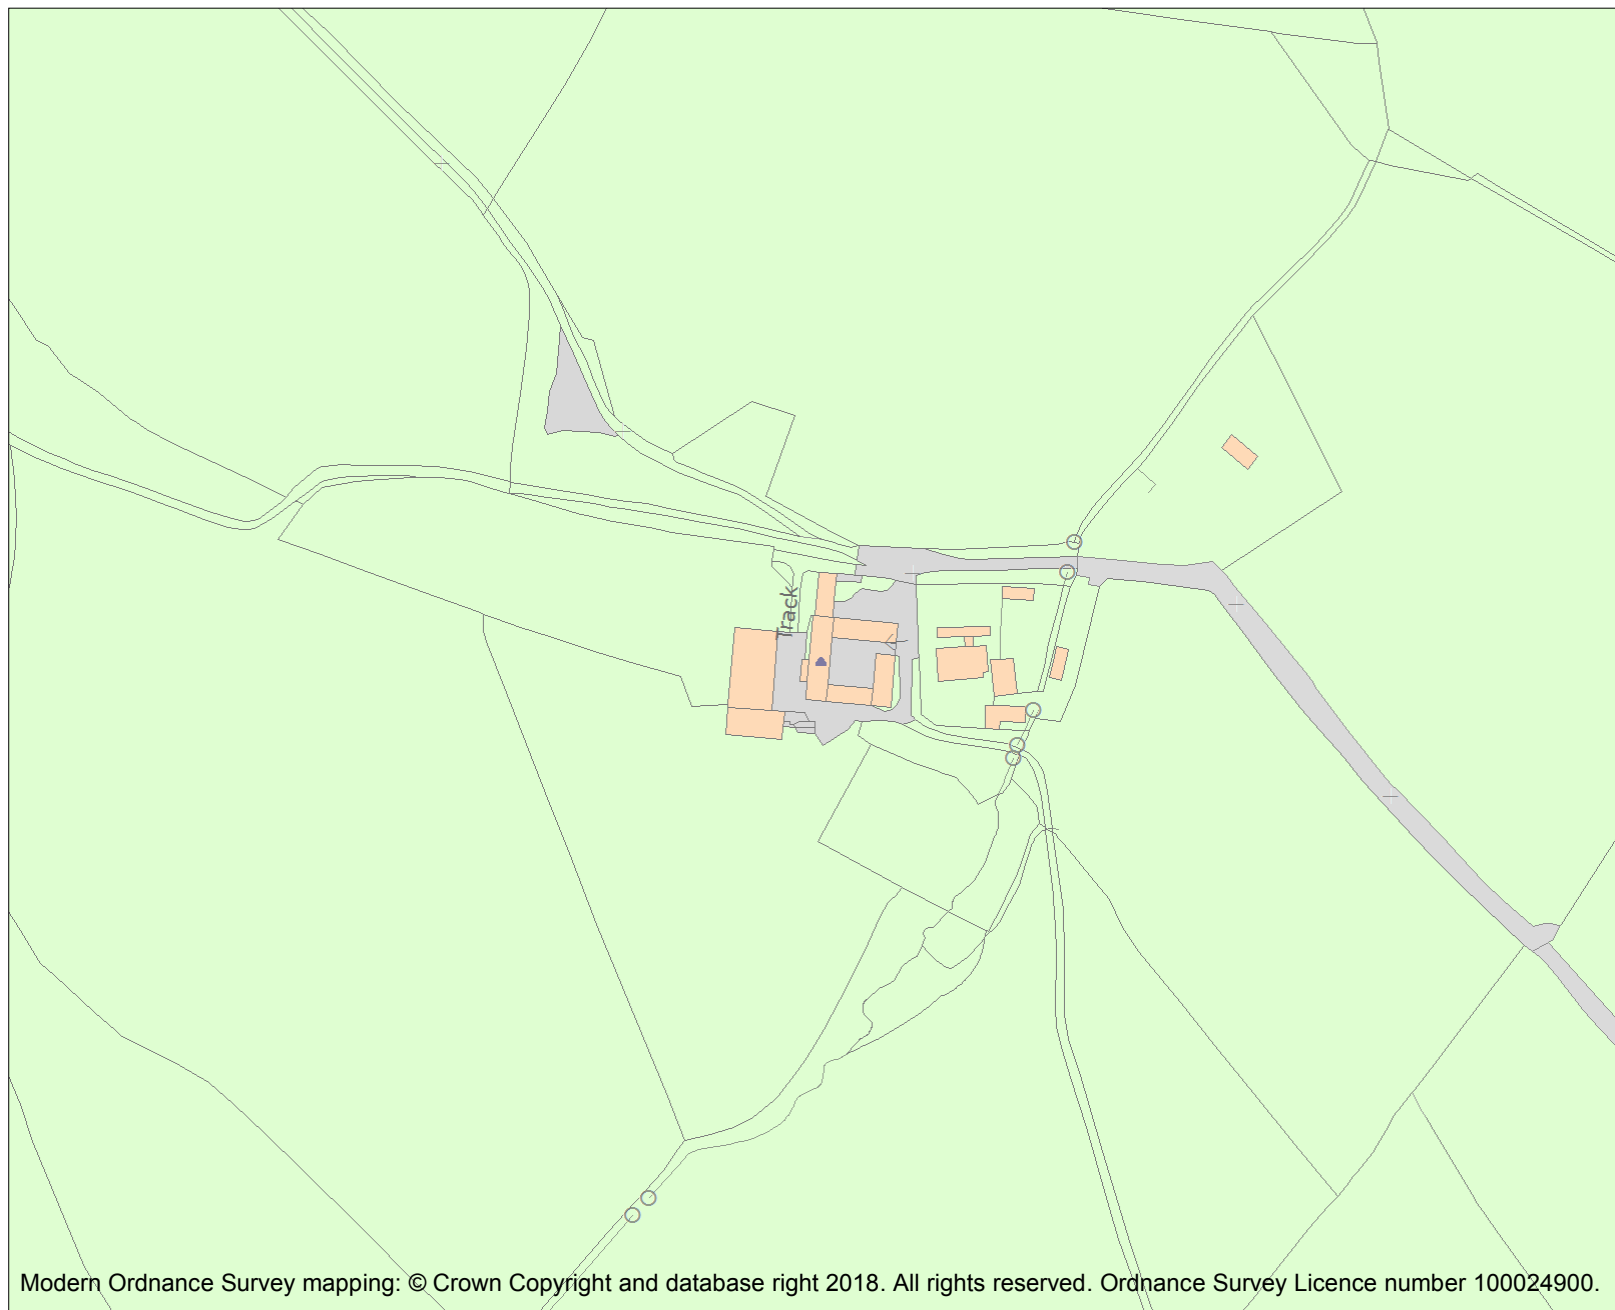 Track
Modern Ordnance Survey mapping: © Crown Copyright and database right 2018. All rights reserved. Ordnance Survey Licence number 100024900.